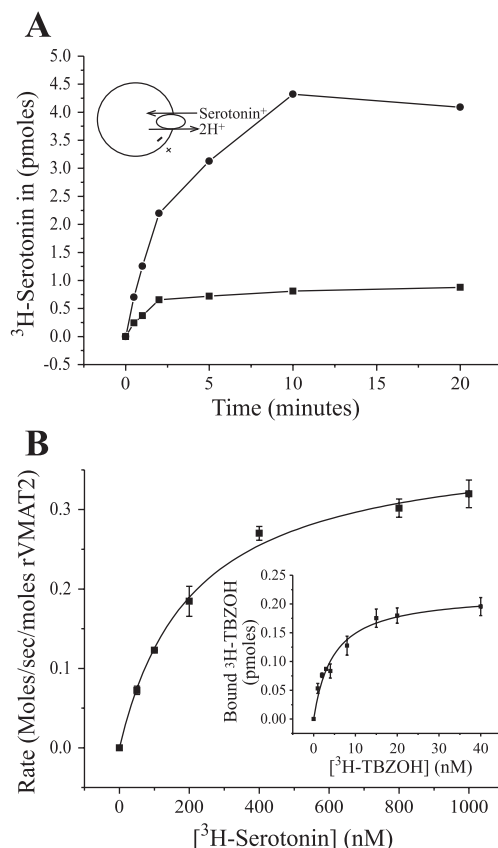 A
³H-Serotonin in (pmoles)
5.0
4.5
4.0
3.5
3.0
2.5
2.0
1.5
1.0
0.5
0.0
-0.5
Serotonin⁺
2H⁺
0 5 10 15 20
Time (minutes)
B
Rate (Moles/sec/moles rVMAT2)
0.3
0.2
0.1
0.0
0 200 400 600 800 1000
[³H-Serotonin] (nM)
Bound ³H-TBZOH
(pmoles)
0.25
0.20
0.15
0.10
0.05
0.00
0 10 20 30 40
[³H-TBZOH] (nM)